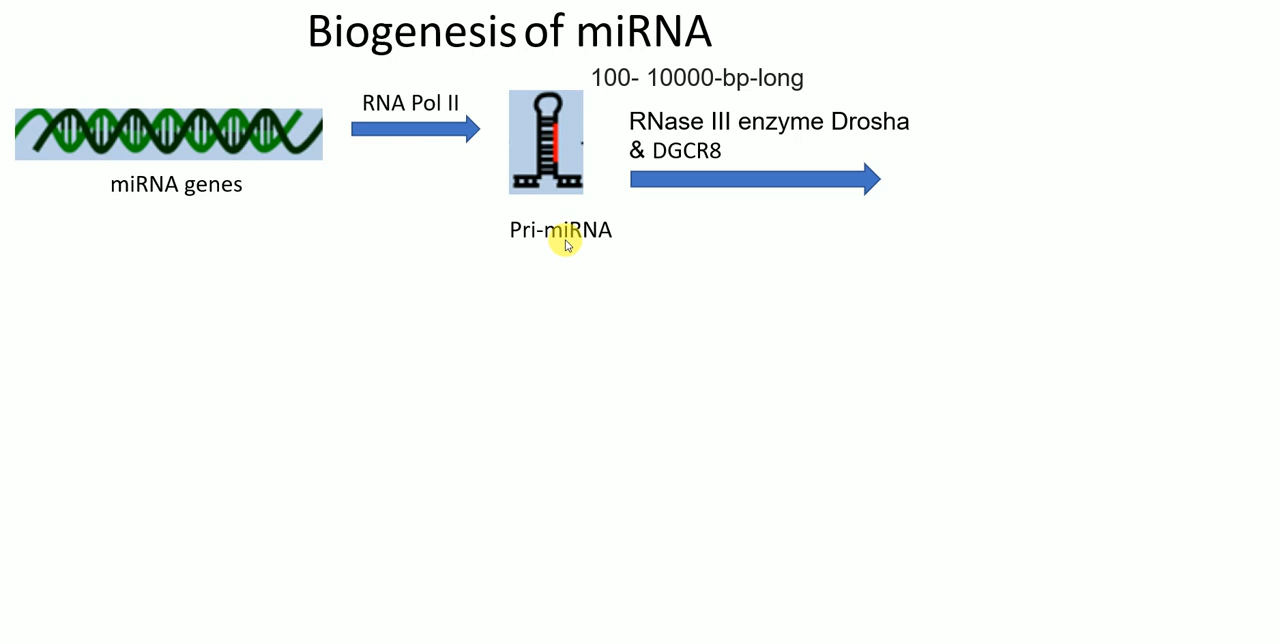 Biogenesis of miRNA
100- 10000-bp-long
RNA Pol II
RNase III enzyme Drosha
& DGCR8
miRNA genes
Pri-miRNA